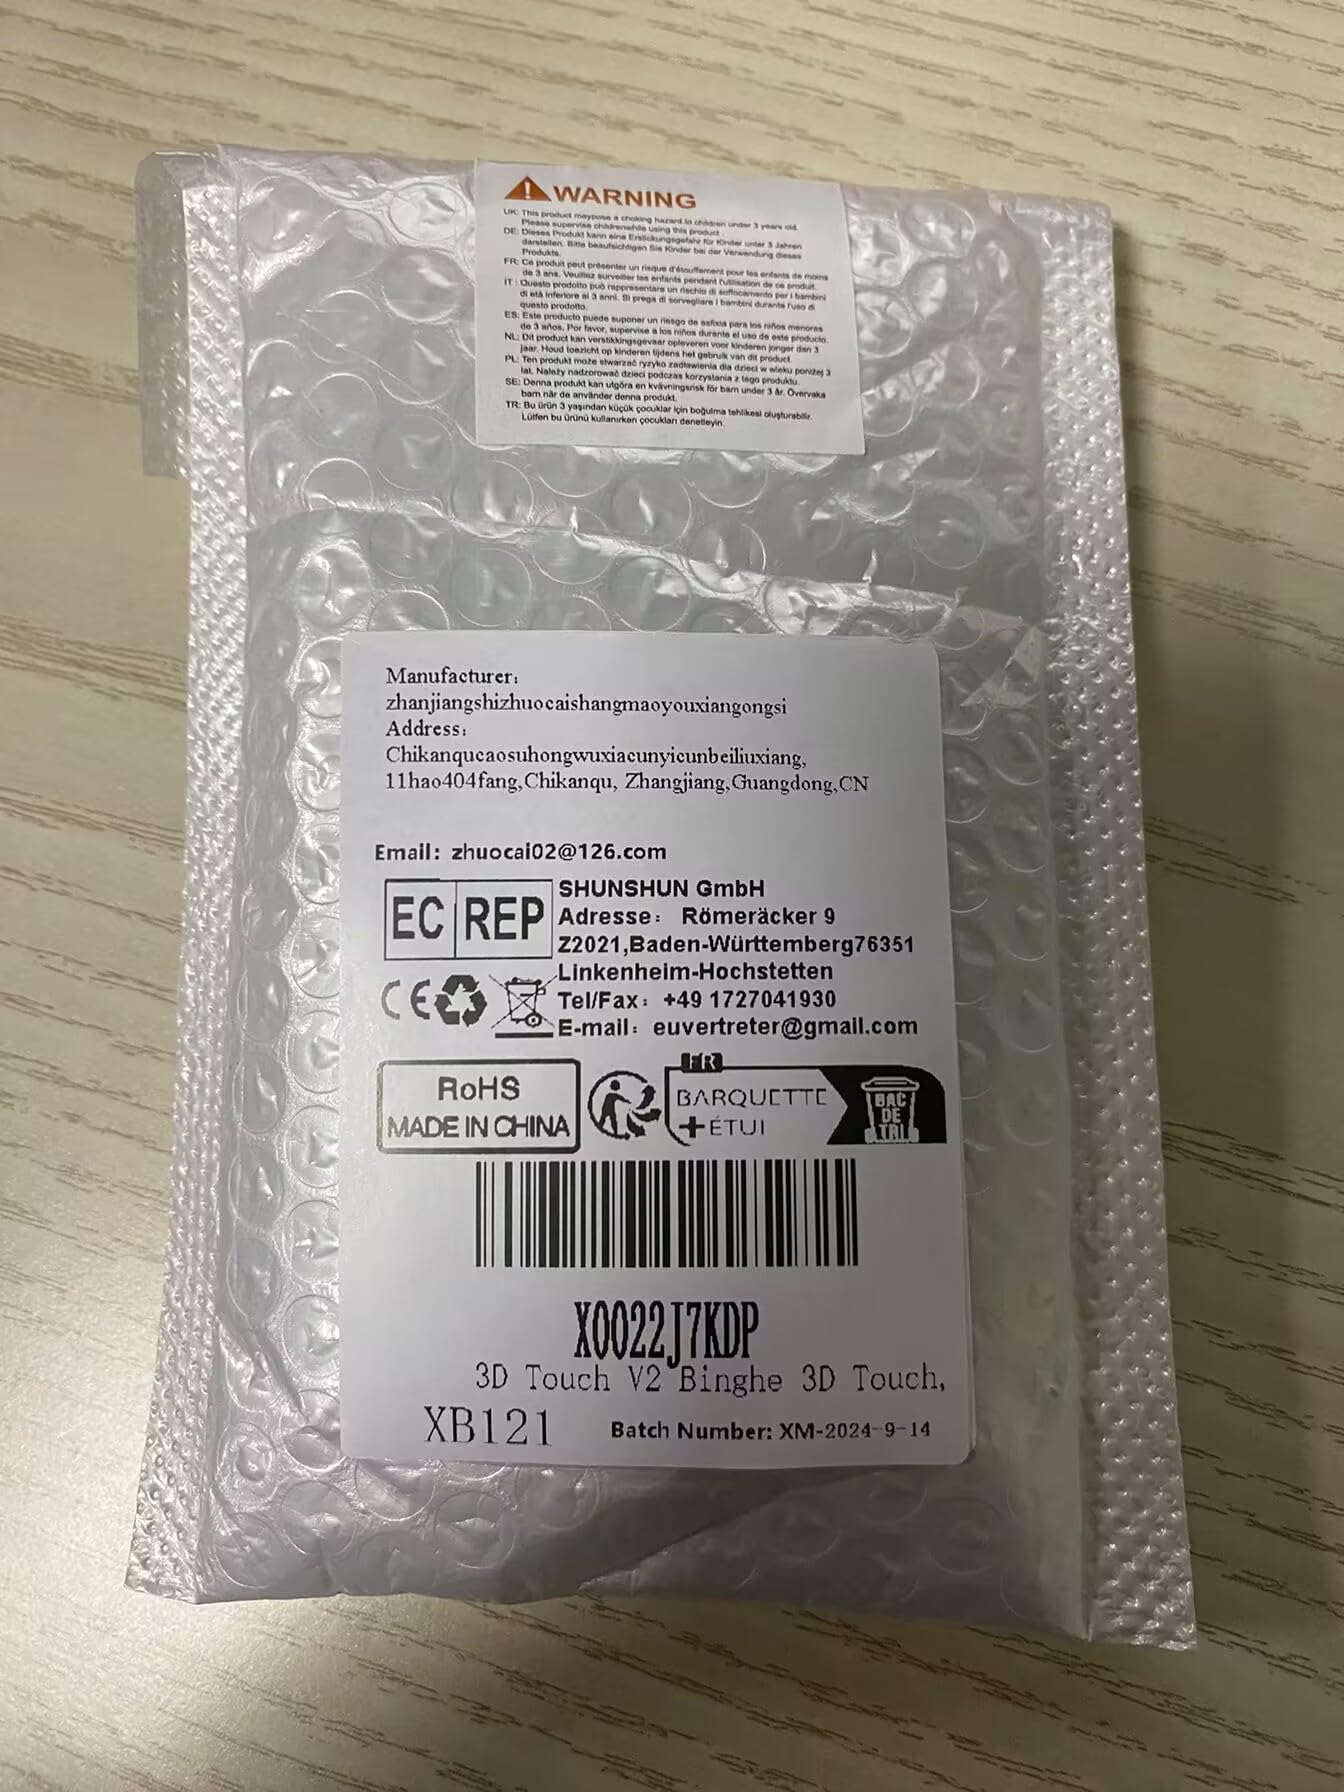 WARNING
UK: This product maypose a choking hazard to children under 3 years old.
Please supervise childrenwhile using this product .
DE: Dieses Produkt kann eine Erstickungsgefahr für Kinder unter 3 Jahren
darstellen. Bitte beaufsichtigen Sie Kinder bei der Verwendung dieses
Produkts.
FR: Ce produit peut présenter un risque d'étouffement pour les enfants de moins
de 3 ans. Veuillez surveiller les enfants pendant l'utilisation de ce produit.
IT : Questo prodotto può rappresentare un rischio di soffocamento per i bambini
di età inferiore ai 3 anni. Si prega di sorvegliare i bambini durante l'uso di
questo prodotto.
ES: Este producto puede suponer un riesgo de asfixia para los niños menores
de 3 años. Por favor, supervise a los niños durante el uso de este producto.
NL: Dit product kan verstikkingsgevaar opleveren voor kinderen jonger dan 3
jaar. Houd toezicht op kinderen tijdens het gebruik van dit product.
PL: Ten produkt może stwarzać ryzyko zadławienia dla dzieci w wieku poniżej 3
lat. Należy nadzorować dzieci podczas korzystania z tego produktu.
SE: Denna produkt kan utgöra en kvävningsrisk för barn under 3 år. Övervaka
barn når de använder denna produkt.
TR: Bu ürün 3 yaşından küçük çocuklar için boğulma tehlikesi oluşturabilir.
Lütfen bu ürünü kullanırken çocukları denetleyin.
Manufacturer:
zhanjiangshizhuocaishangmaoyouxiangongsi
Address:
Chikanqucaosuhongwuxiacunyicunbeiliuxiang,
11hao404fang,Chikanqu, Zhangjiang,Guangdong,CN
Email: zhuocai02@126.com
EC REP
SHUNSHUN GmbH
Adresse: Römeräcker 9
Z2021,Baden-Württemberg76351
Linkenheim-Hochstetten
Tel/Fax: +49 1727041930
E-mail: euvertreter@gmail.com
CE
RoHS
MADE IN CHINA
FR
BARQUETTE
+ÉTUI
BAC
DE
TRI
X0022J7KDP
3D Touch V2 Binghe 3D Touch,
XB121
Batch Number: XM-2024-9-14